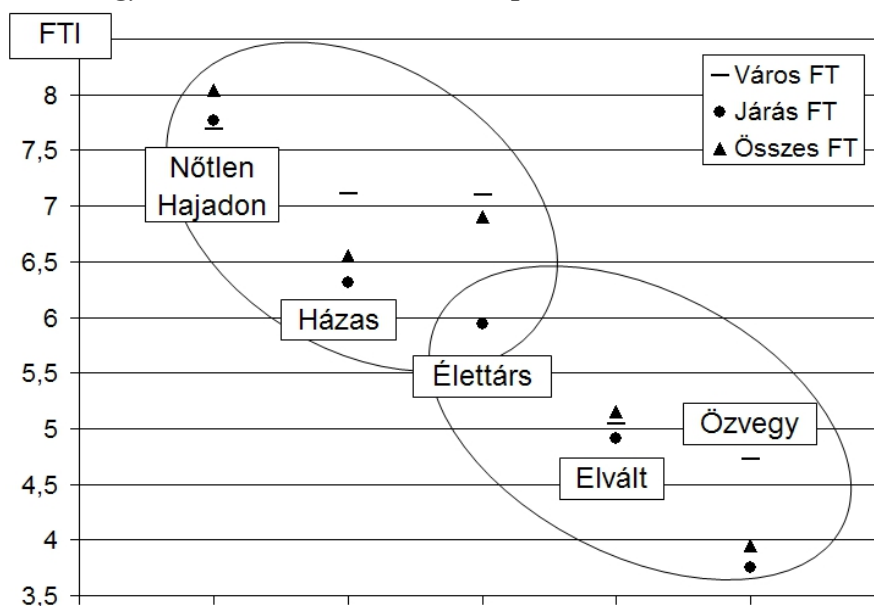 FTI
8
7,5
7
6,5
6
5,5
5
4,5
4
3,5
Város FT
Járás FT
Összes FT
Nőtlen
Hajadon
Házas
Élettárs
Elvált
Özvegy